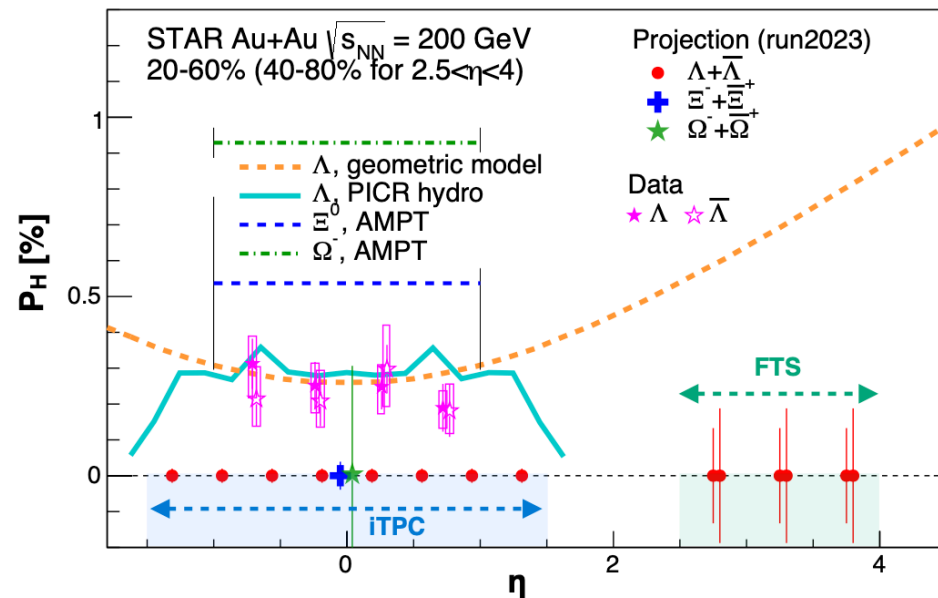 STAR Au+Au √s_NN = 200 GeV
20-60% (40-80% for 2.5<η<4)
Projection (run2023)
Λ+Λ̅
Ξ⁻+Ξ̅⁺
Ω⁻+Ω̅⁺
Λ, geometric model
Λ, PICR hydro
Ξ⁰, AMPT
Ω⁻, AMPT
Data
Λ Λ̅
P_H [%]
1
0.5
0
FTS
iTPC
0 2 4
η